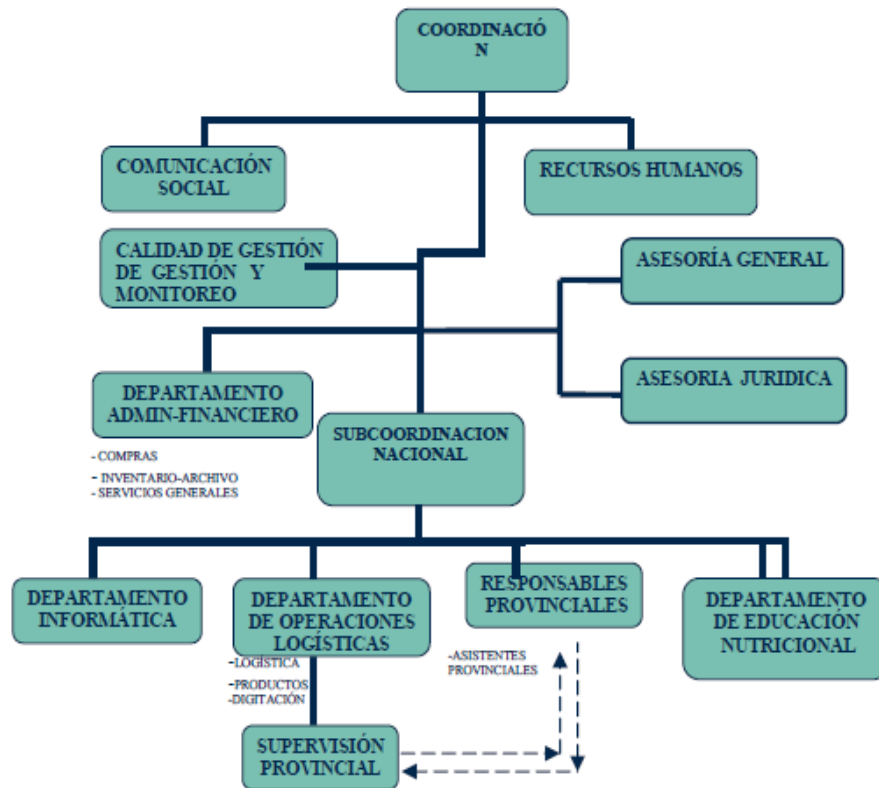 COORDINACIÓ
N
COMUNICACIÓN
SOCIAL
RECURSOS HUMANOS
CALIDAD DE GESTIÓN
DE GESTIÓN Y
MONITOREO
ASESORÍA GENERAL
DEPARTAMENTO
ADMIN-FINANCIERO
ASESORIA JURIDICA
- COMPRAS
- INVENTARIO-ARCHIVO
- SERVICIOS GENERALES
SUBCOORDINACION
NACIONAL
DEPARTAMENTO
INFORMÁTICA
DEPARTAMENTO
DE OPERACIONES
LOGÍSTICAS
-LOGÍSTICA
-PRODUCTOS
-DIGITACIÓN
RESPONSABLES
PROVINCIALES
-ASISTENTES
PROVINCIALES
DEPARTAMENTO
DE EDUCACIÓN
NUTRICIONAL
SUPERVISIÓN
PROVINCIAL